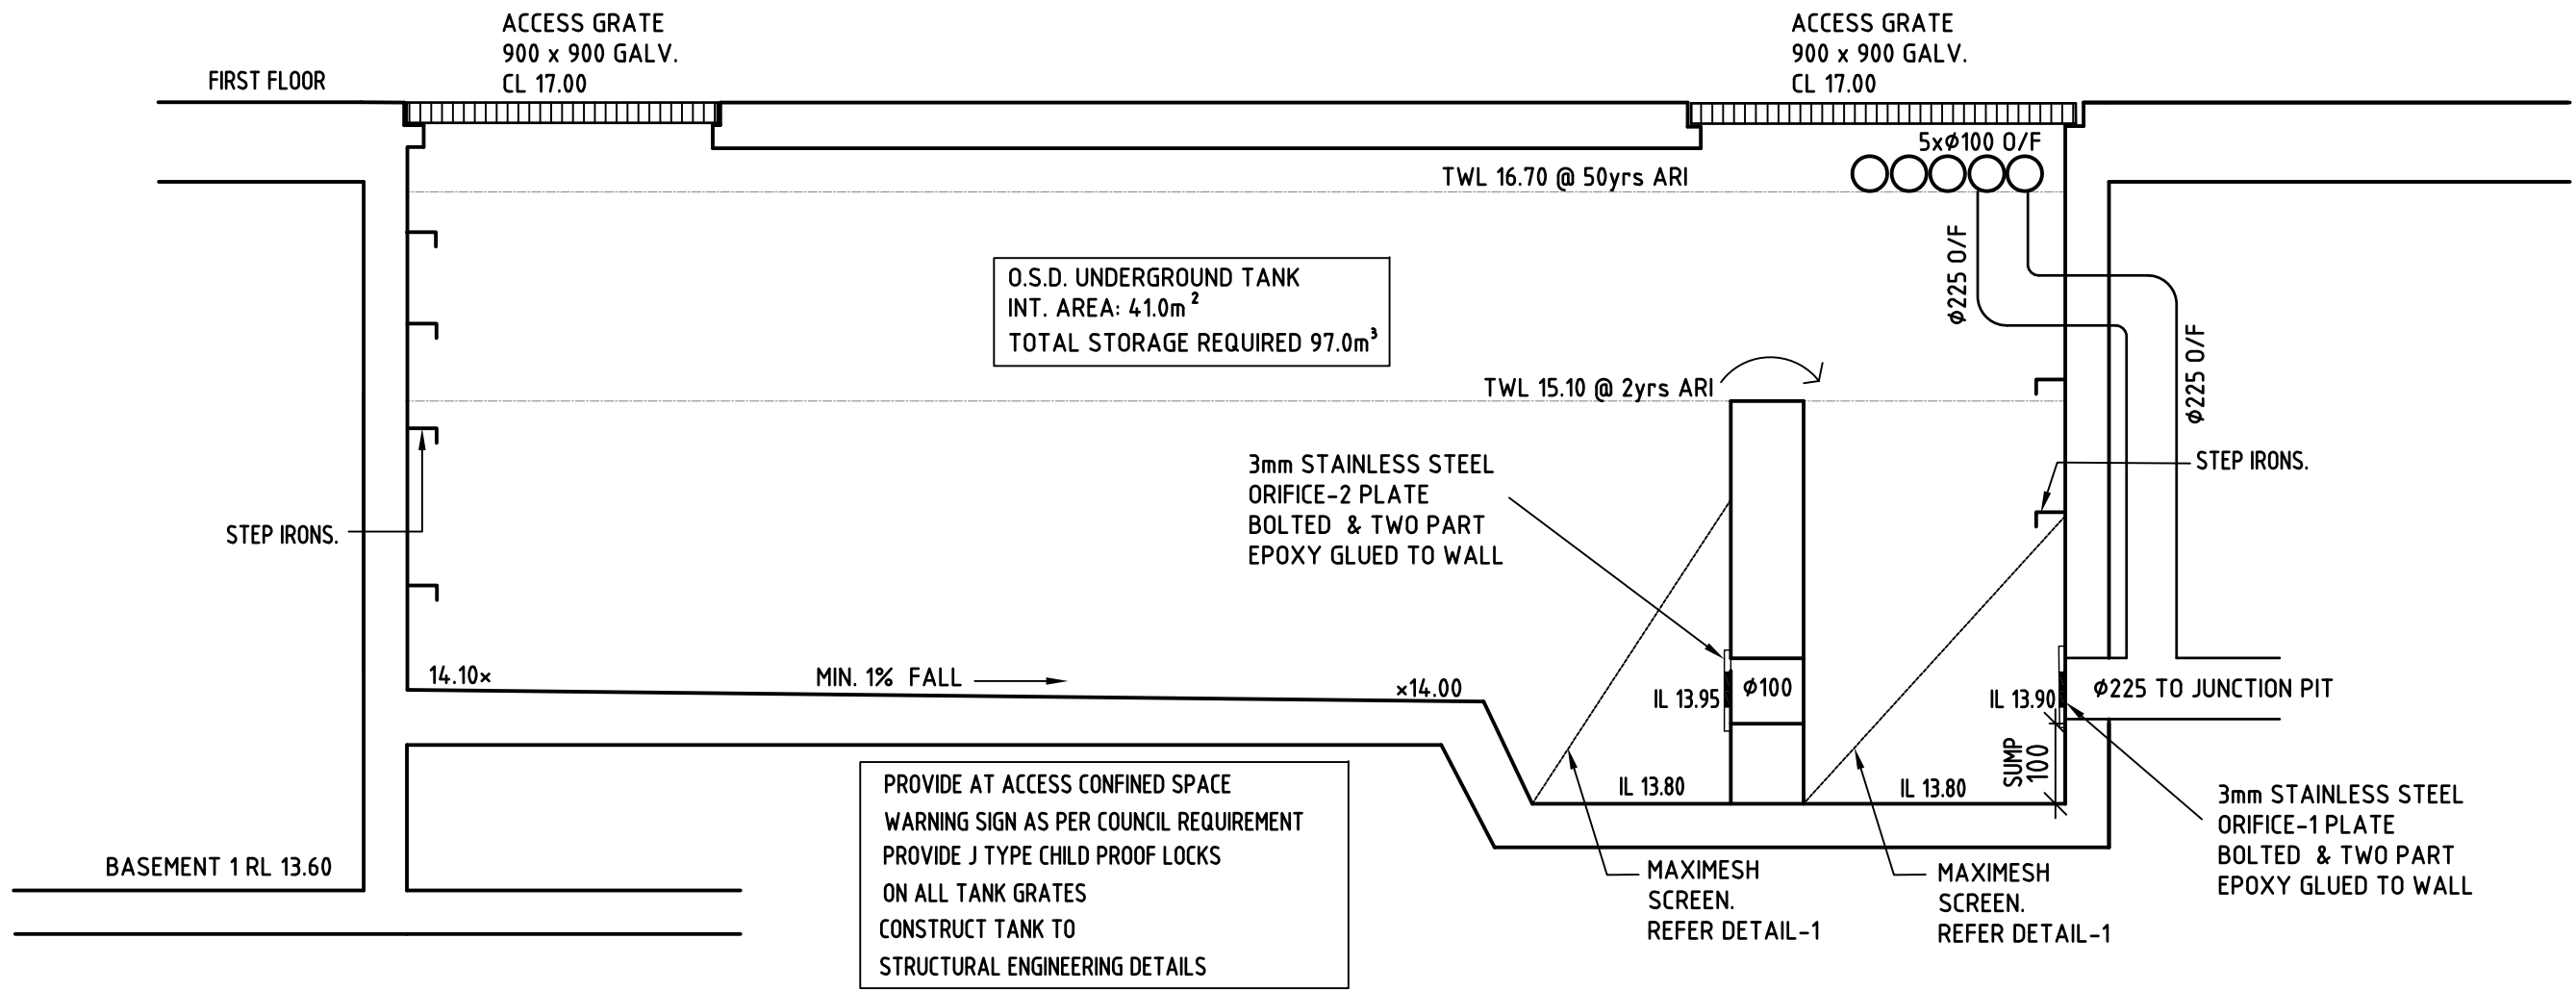 ACCESS GRATE
900 x 900 GALV.
CL 17.00
ACCESS GRATE
900 x 900 GALV.
CL 17.00
FIRST FLOOR
5xϕ100 O/F
TWL 16.70 @ 50yrs ARI
ϕ225 O/F
O.S.D. UNDERGROUND TANK
INT. AREA: 41.0m²
TOTAL STORAGE REQUIRED 97.0m³
ϕ225 O/F
TWL 15.10 @ 2yrs ARI
3mm STAINLESS STEEL
ORIFICE-2 PLATE
BOLTED & TWO PART
EPOXY GLUED TO WALL
STEP IRONS.
STEP IRONS.
14.10×
MIN. 1% FALL
×14.00
IL 13.95
ϕ100
IL 13.90
ϕ225 TO JUNCTION PIT
SUMP
100
IL 13.80
IL 13.80
PROVIDE AT ACCESS CONFINED SPACE
WARNING SIGN AS PER COUNCIL REQUIREMENT
PROVIDE J TYPE CHILD PROOF LOCKS
ON ALL TANK GRATES
CONSTRUCT TANK TO
STRUCTURAL ENGINEERING DETAILS
3mm STAINLESS STEEL
ORIFICE-1 PLATE
BOLTED & TWO PART
EPOXY GLUED TO WALL
BASEMENT 1 RL 13.60
MAXIMESH
SCREEN.
REFER DETAIL-1
MAXIMESH
SCREEN.
REFER DETAIL-1